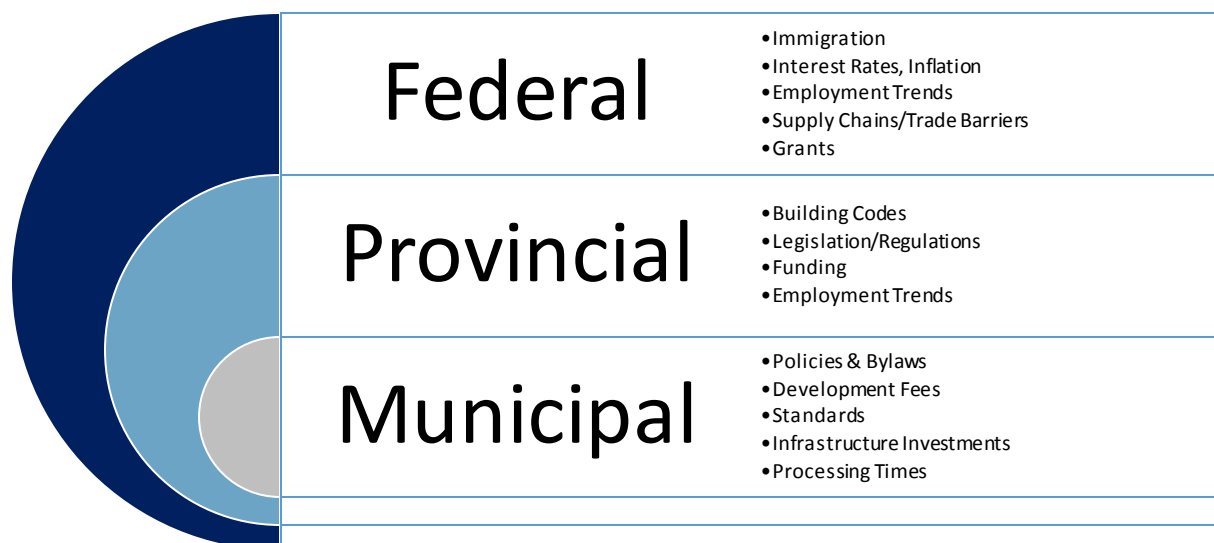 Federal
•Immigration
•Interest Rates, Inflation
•Employment Trends
•Supply Chains/Trade Barriers
•Grants
Provincial
•Building Codes
•Legislation/Regulations
•Funding
•Employment Trends
Municipal
•Policies & Bylaws
•Development Fees
•Standards
•Infrastructure Investments
•Processing Times